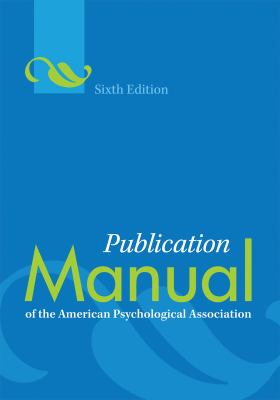 Sixth Edition
Publication
Manual
of the American Psychological Association